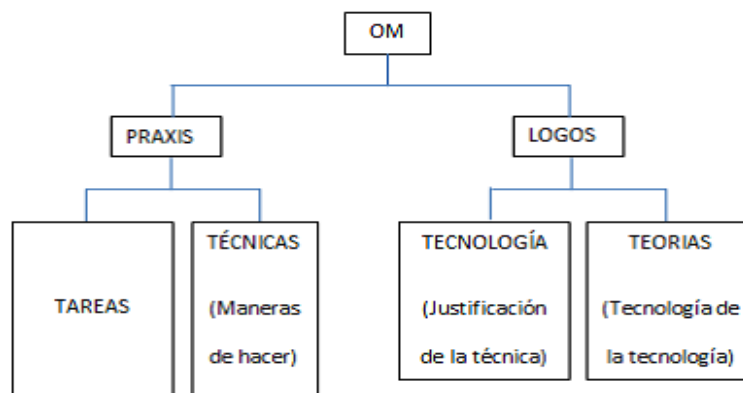 OM
PRAXIS
LOGOS
TAREAS
TÉCNICAS
(Maneras
de hacer)
TECNOLOGÍA
(Justificación
de la técnica)
TEORIAS
(Tecnología de
la tecnología)